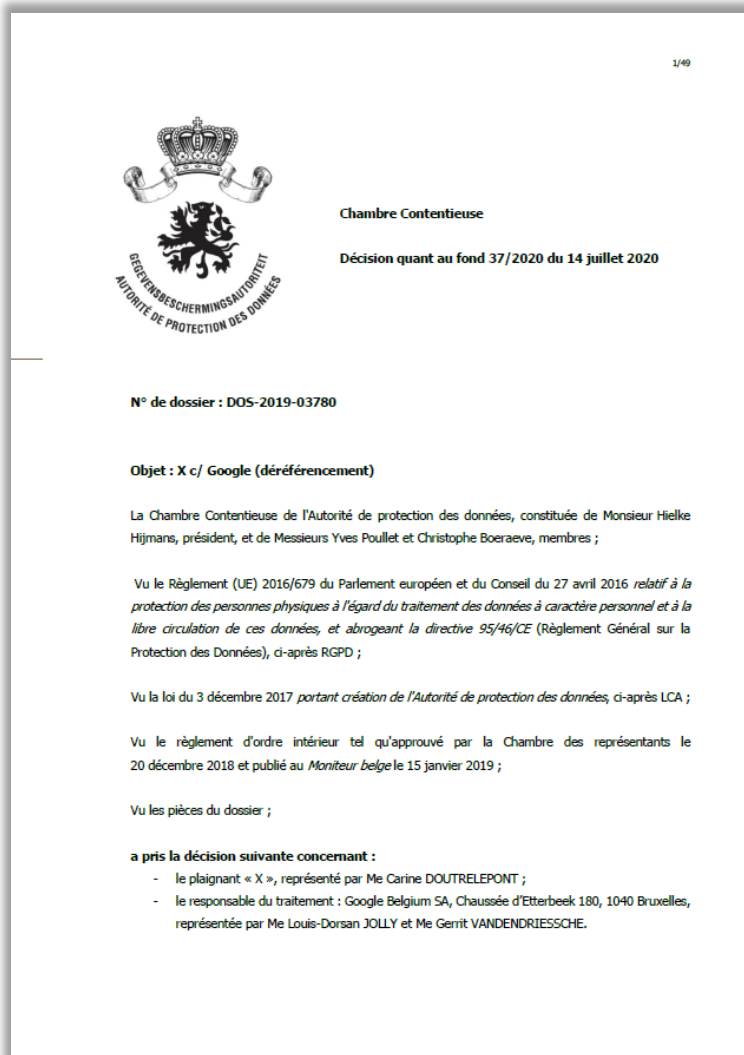 1/49
GEGEVENSBESCHERMINGSAUTORITEIT
AUTORITÉ DE PROTECTION DES DONNÉES
Chambre Contentieuse
Décision quant au fond 37/2020 du 14 juillet 2020
N° de dossier : DOS-2019-03780
Objet : X c/ Google (déréférencement)
La Chambre Contentieuse de l'Autorité de protection des données, constituée de Monsieur Hielke
Hijmans, président, et de Messieurs Yves Poullet et Christophe Boeraeve, membres ;
Vu le Règlement (UE) 2016/679 du Parlement européen et du Conseil du 27 avril 2016 relatif à la
protection des personnes physiques à l'égard du traitement des données à caractère personnel et à la
libre circulation de ces données, et abrogeant la directive 95/46/CE (Règlement Général sur la
Protection des Données), ci-après RGPD ;
Vu la loi du 3 décembre 2017 portant création de l'Autorité de protection des données, ci-après LCA ;
Vu le règlement d'ordre intérieur tel qu'approuvé par la Chambre des représentants le
20 décembre 2018 et publié au Moniteur belge le 15 janvier 2019 ;
Vu les pièces du dossier ;
a pris la décision suivante concernant :
- le plaignant « X », représenté par Me Carine DOUTRELEPONT ;
- le responsable du traitement : Google Belgium SA, Chaussée d'Etterbeek 180, 1040 Bruxelles,
représentée par Me Louis-Dorsan JOLLY et Me Gerrit VANDENDRIESSCHE.